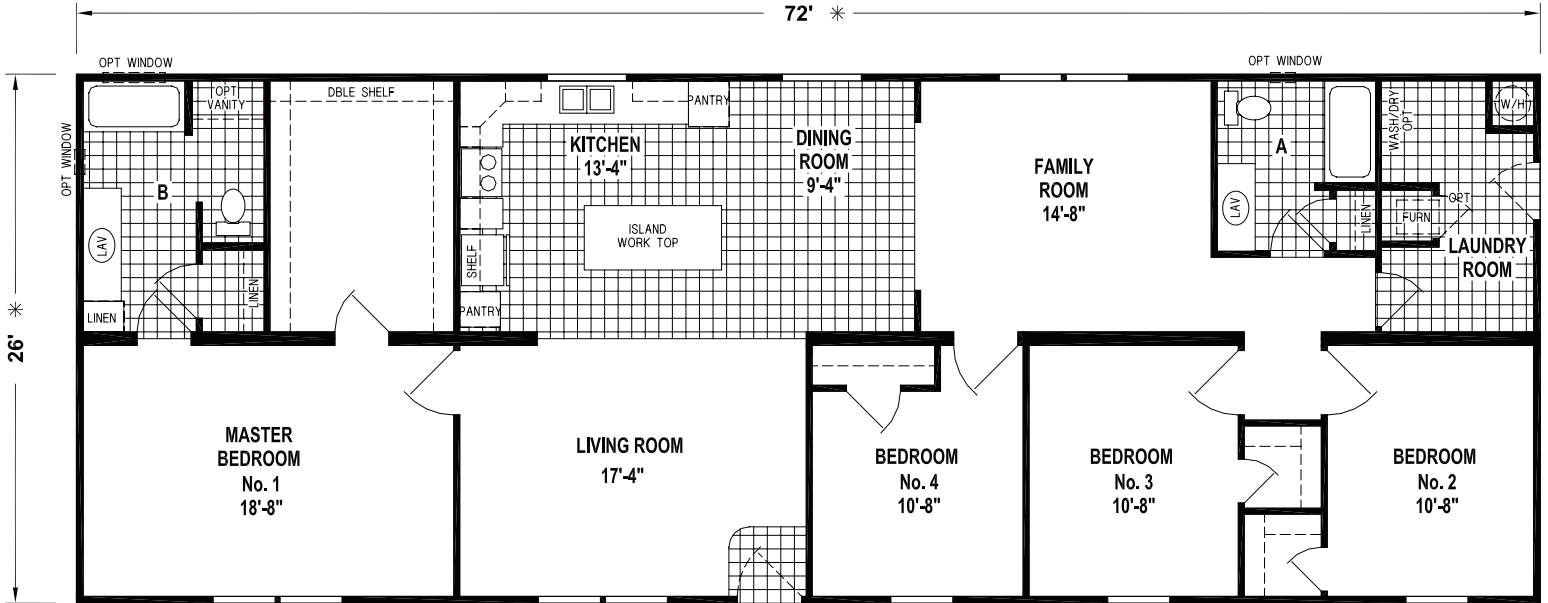 72' ✳
OPT WINDOW
OPT WINDOW
OPT
VANITY
DBLE SHELF
PANTRY
WASH/DRY
OPT
W/H
KITCHEN
13'-4"
DINING
ROOM
9'-4"
FAMILY
ROOM
14'-8"
A
OPT WINDOW
B
LAV
ISLAND
WORK TOP
LAV
LINEN
FURN
OPT
LAUNDRY
ROOM
LAV
SHELF
LINEN
LINEN
PANTRY
26' ✳
MASTER
BEDROOM
No. 1
18'-8"
LIVING ROOM
17'-4"
BEDROOM
No. 4
10'-8"
BEDROOM
No. 3
10'-8"
BEDROOM
No. 2
10'-8"